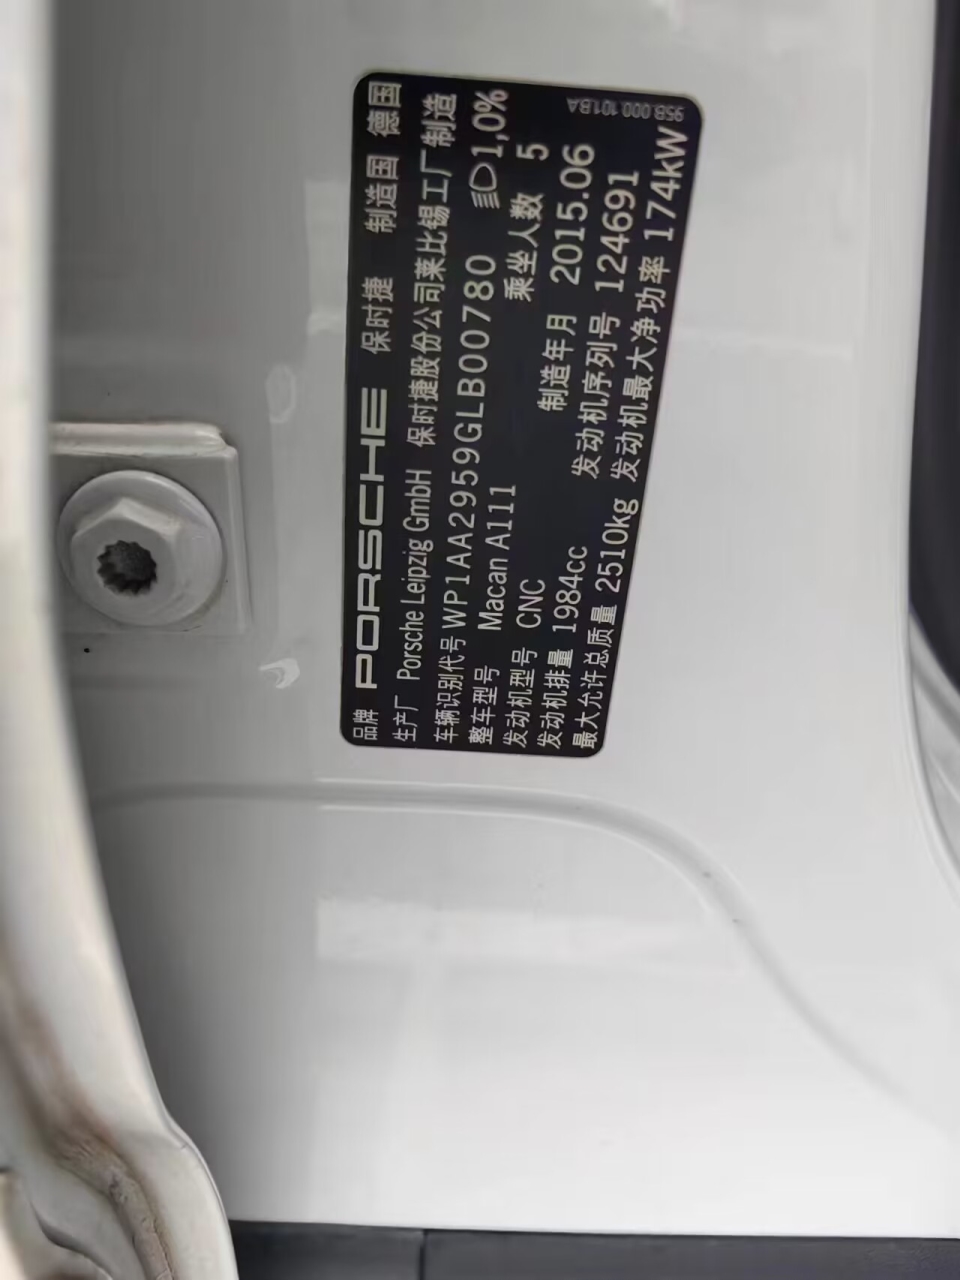 95B.000.101.BA
品牌 PORSCHE 保时捷 制造国 德国
生产厂 Porsche Leipzig GmbH 保时捷股份公司莱比锡工厂制造
车辆识别代号 WP1AA2959GLB00780 1,0%
整车型号 Macan A111 乘坐人数 5
发动机型号 CNC 制造年月 2015.06
发动机排量 1984cc 发动机序列号 124691
最大允许总质量 2510kg 发动机最大净功率 174kW